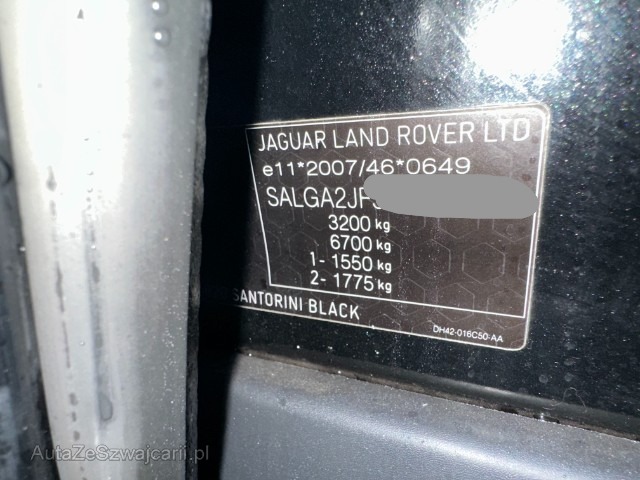 JAGUAR LAND ROVER LTD
e11*2007/46*0649
SALGA2JF
3200 kg
6700 kg
1- 1550 kg
2- 1775 kg
SANTORINI BLACK
DH42-016C50-AA
AutaZeSzwajcarii.pl